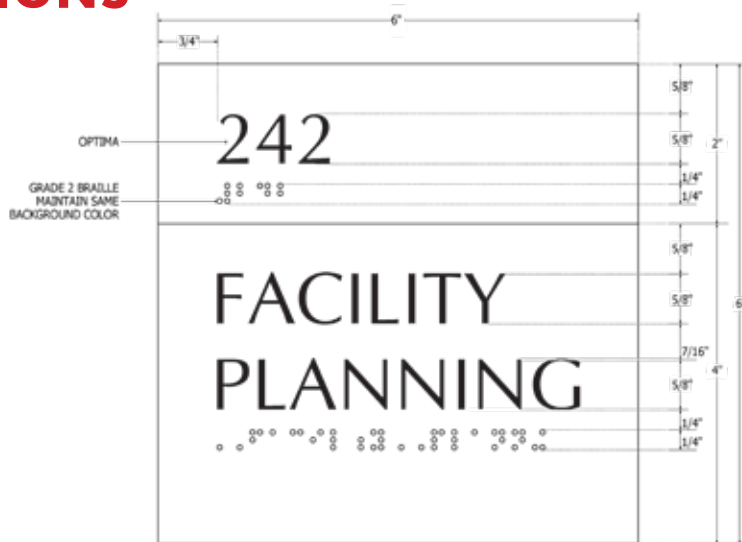 6"
3/4"
5/8"
242
OPTIMA
5/8"
2"
GRADE 2 BRAILLE
MAINTAIN SAME
BACKGROUND COLOR
1/4"
1/4"
5/8"
FACILITY
5/8"
6
7/16"
PLANNING
5/8"
4"
1/4"
1/4"